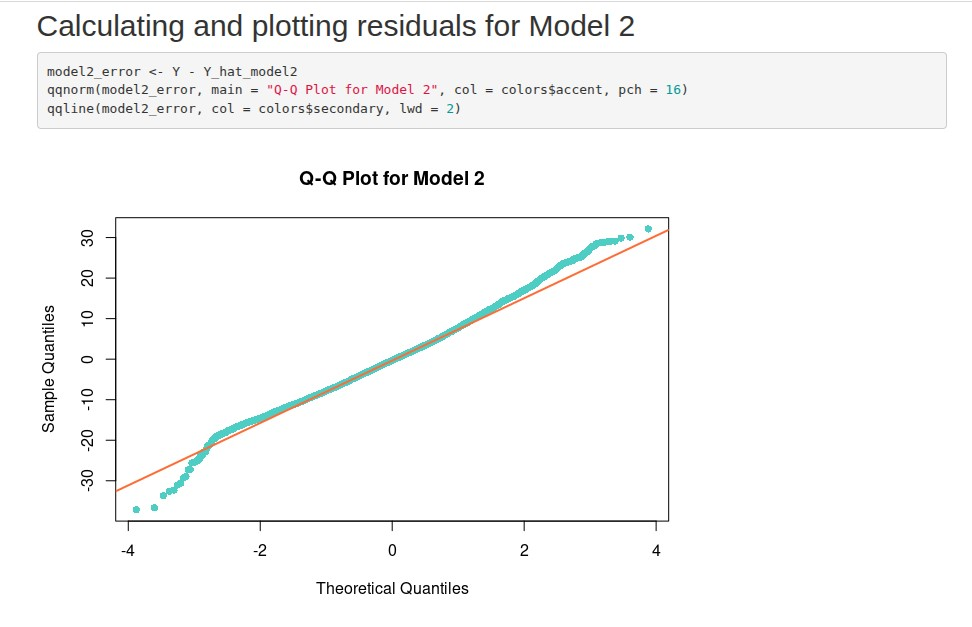 Calculating and plotting residuals for Model 2
model2_error <- Y - Y_hat_model2
qqnorm(model2_error, main = "Q-Q Plot for Model 2", col = colors$accent, pch = 16)
qqline(model2_error, col = colors$secondary, lwd = 2)
Q-Q Plot for Model 2
Sample Quantiles
30
20
10
0
-10
-20
-30
-4 -2 0 2 4
Theoretical Quantiles